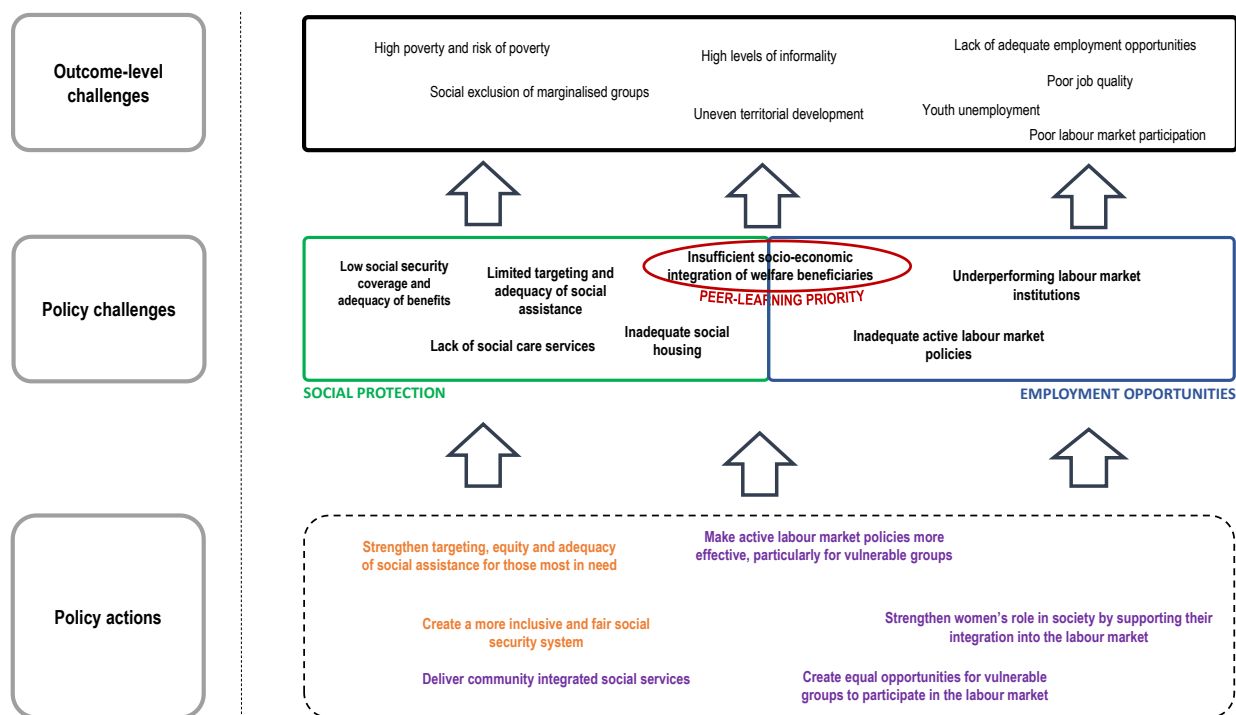 Outcome-level
challenges
High poverty and risk of poverty
Social exclusion of marginalised groups
High levels of informality
Uneven territorial development
Lack of adequate employment opportunities
Poor job quality
Youth unemployment
Poor labour market participation
Policy challenges
Low social security
coverage and
adequacy of benefits
Limited targeting and
adequacy of social
assistance
Lack of social care services
Inadequate social
housing
Insufficient socio-economic
integration of welfare beneficiaries
PEER-LEARNING PRIORITY
Underperforming labour market
institutions
Inadequate active labour market
policies
SOCIAL PROTECTION
EMPLOYMENT OPPORTUNITIES
Policy actions
Strengthen targeting, equity and adequacy
of social assistance for those most in need
Make active labour market policies more
effective, particularly for vulnerable groups
Create a more inclusive and fair social
security system
Strengthen women’s role in society by supporting their
integration into the labour market
Deliver community integrated social services
Create equal opportunities for vulnerable
groups to participate in the labour market